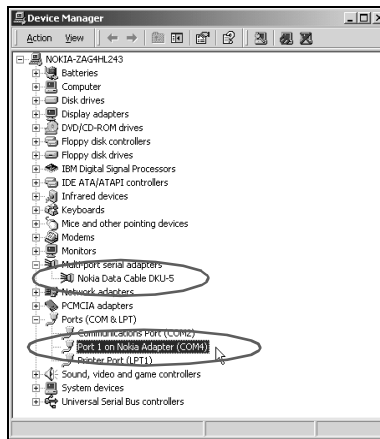 Device Manager
Action View
NOKIA-ZAG4HL243
Batteries
Computer
Disk drives
Display adapters
DVD/CD-ROM drives
Floppy disk controllers
Floppy disk drives
IBM Digital Signal Processors
IDE ATA/ATAPI controllers
Infrared devices
Keyboards
Mice and other pointing devices
Modems
Monitors
Multi-port serial adapters
Nokia Data Cable DKU-5
Network adapters
PCMCIA adapters
Ports (COM & LPT)
Communications Port (COM2)
Port 1 on Nokia Adapter (COM4)
Printer Port (LPT1)
Sound, video and game controllers
System devices
Universal Serial Bus controllers